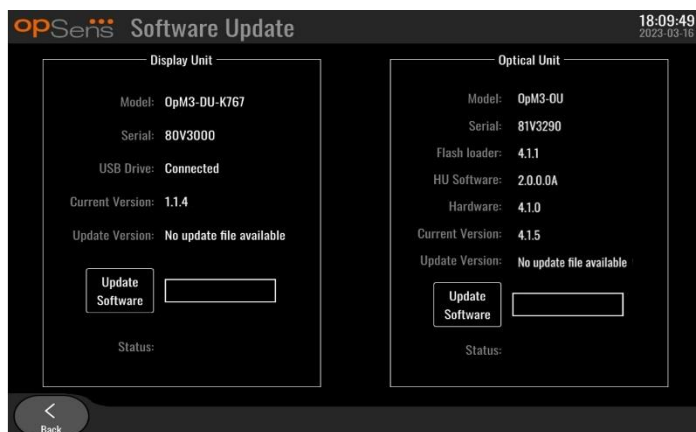 opSens Software Update
18:09:49
2023-03-16
Display Unit
Model: OpM3-DU-K767
Serial: 80V3000
USB Drive: Connected
Current Version: 1.1.4
Update Version: No update file available
Update
Software
Status:
Optical Unit
Model: OpM3-OU
Serial: 81V3290
Flash loader: 4.1.1
HU Software: 2.0.0.0A
Hardware: 4.1.0
Current Version: 4.1.5
Update Version: No update file available
Update
Software
Status:
Back